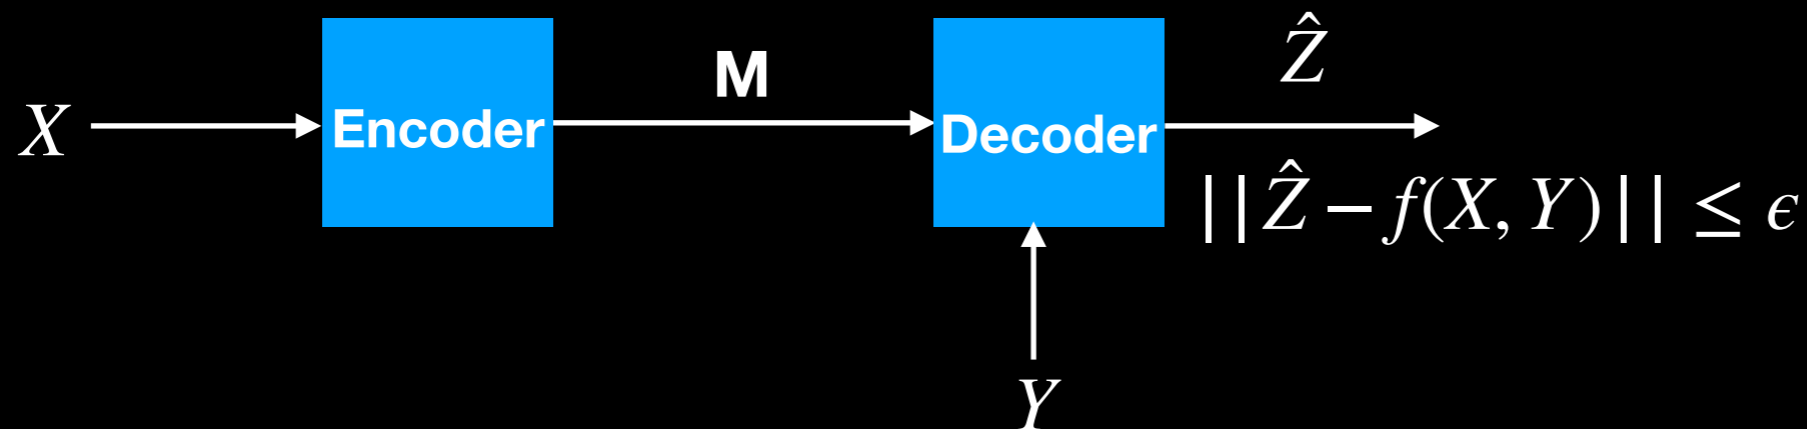 X
Encoder
M
Decoder
Ẑ
||Ẑ − f(X, Y)|| ≤ ϵ
Y